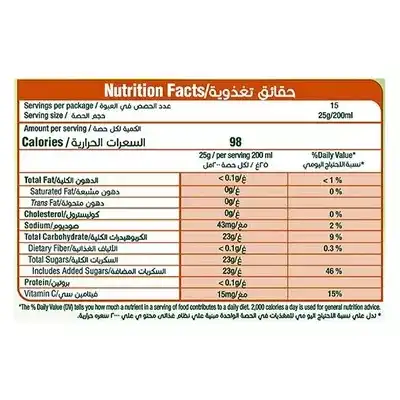 Nutrition Facts/حقائق تغذوية
Servings per package / عدد الحصص في العبوة 15
Serving size / حجم الحصة 25g/200ml
Amount per serving / الكمية لكل حصة
Calories / السعرات الحرارية 98
25g / per serving 200 ml %Daily Value*
٢٥غ/ لكل حصة ٢٠٠مل *نسبة الاحتياج اليومي
Total Fat/الدهون الكلية < 0.1g/غ < 1 %
Saturated Fat/دهون مشبعة 0g/غ 0 %
Trans Fat/دهون متحولة 0g/غ
Cholesterol/كوليسترول 0g/غ 0 %
Sodium/صوديوم 43mg/مغ 2 %
Total Carbohydrate/الكربوهيدرات الكلية 23g/غ 9 %
Dietary Fiber/الألياف الغذائية < 0.1g/غ 0.3 %
Total Sugars/السكريات الكلية 23g/غ
Includes Added Sugars/السكريات المضافة 23g/غ 46 %
Protein/بروتين < 0.1g/غ
Vitamin C/فيتامين سي 15mg/مغ 15%
*The % Daily Value (DV) tells you how much a nutrient in a serving of food contributes to a daily diet. 2,000 calories a day is used for general nutrition advice.
* تدل على نسبة الاحتياج اليومي للمغذيات في الحصة الواحدة مبنية على نظام غذائي محتوي على ٢٠٠٠ سعره حرارية.